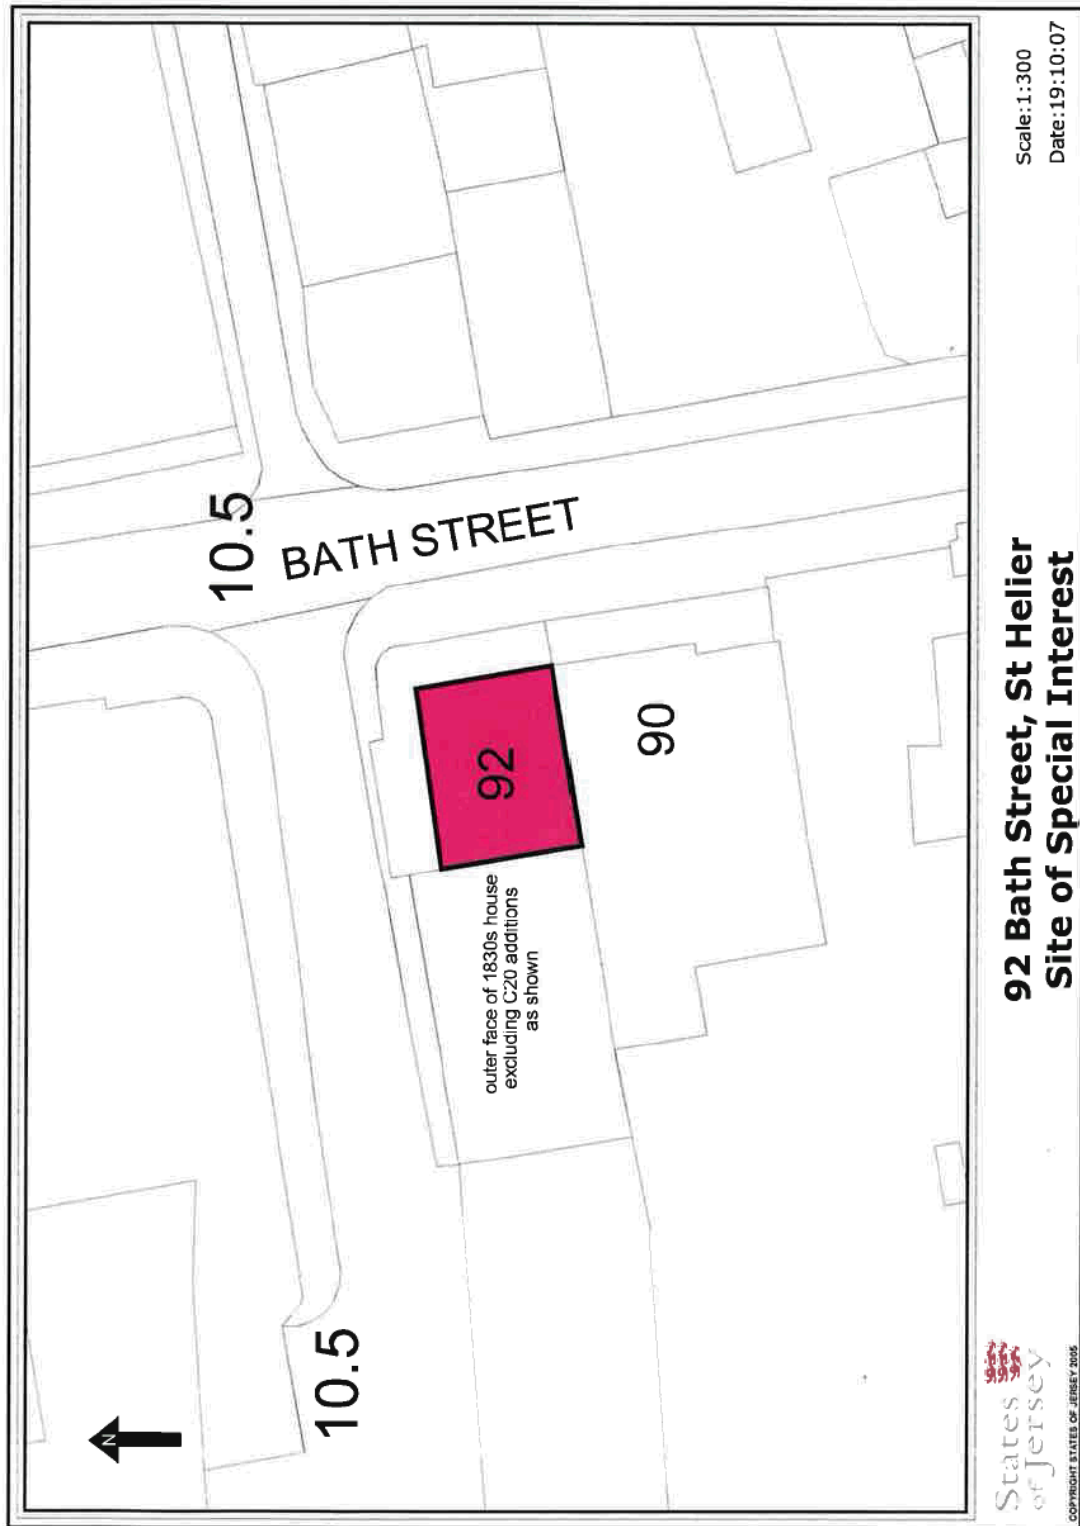 10.5
BATH STREET
92
90
outer face of 1830s house
excluding C20 additions
as shown
10.5
N
92 Bath Street, St Helier
Site of Special Interest
Scale:1:300
Date:19:10:07
States
of Jersey
COPYRIGHT STATES OF JERSEY 2005